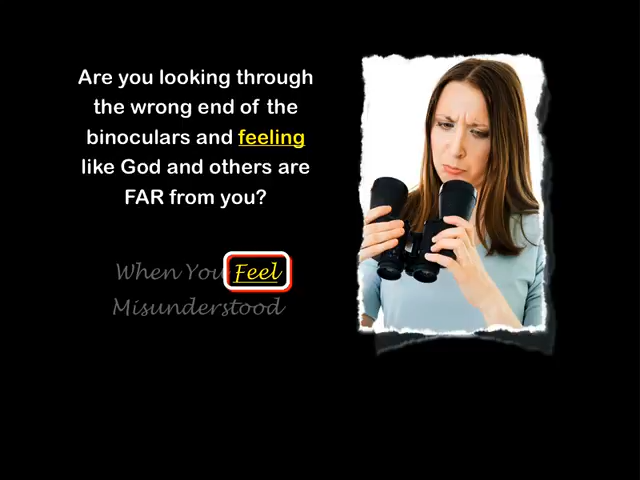 Are you looking through
the wrong end of the
binoculars and feeling
like God and others are
FAR from you?
When You Feel
Misunderstood